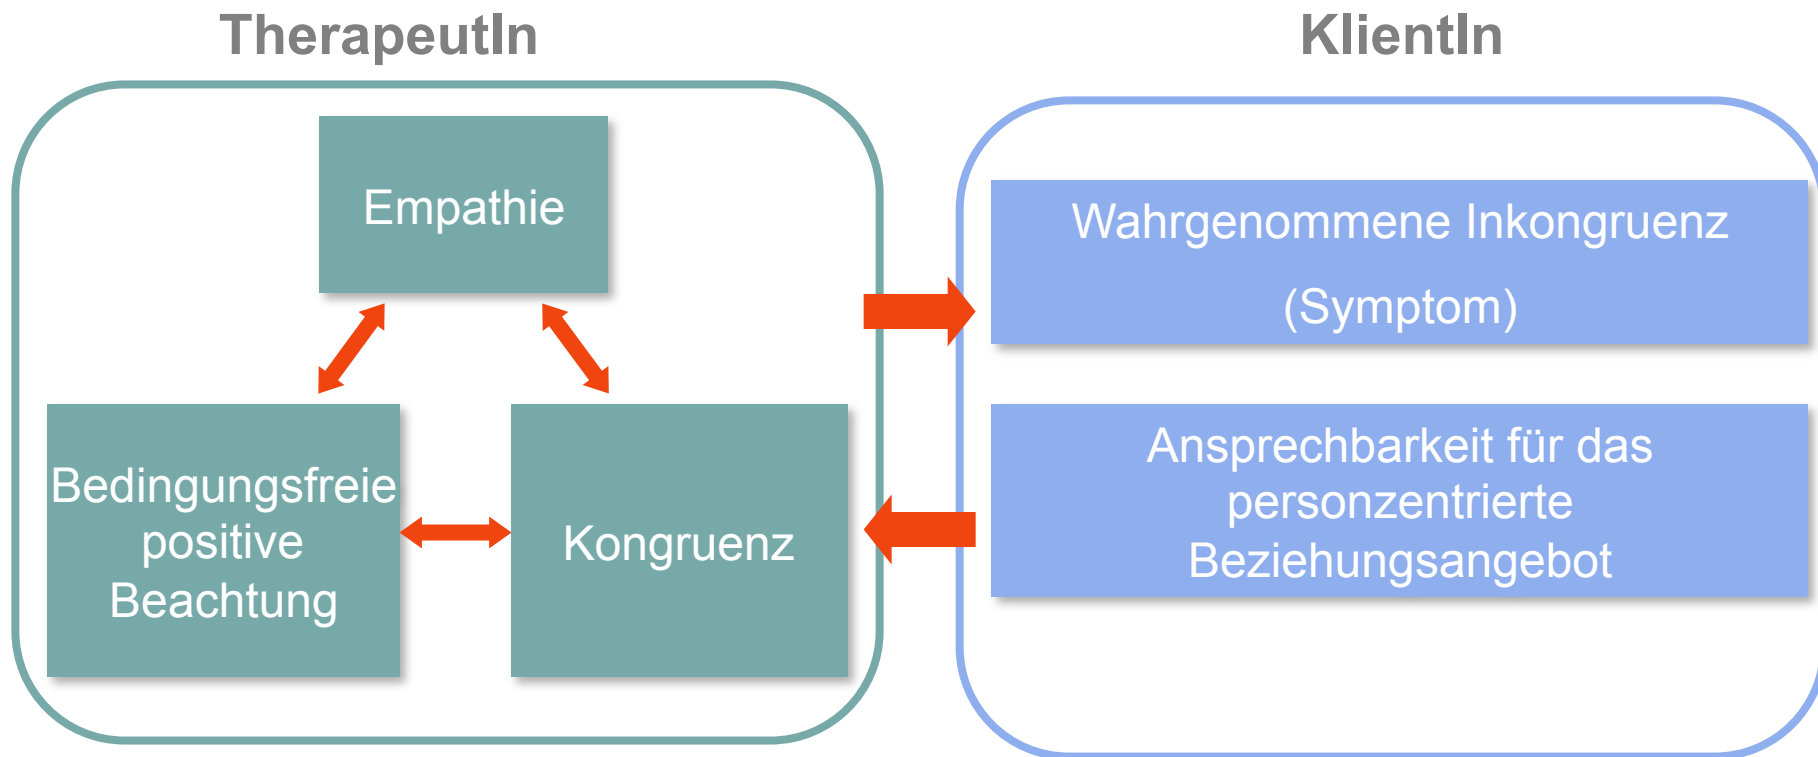 TherapeutIn
KlientIn
Empathie
Bedingungsfreie
positive
Beachtung
Kongruenz
Wahrgenommene Inkongruenz
(Symptom)
Ansprechbarkeit für das
personzentrierte
Beziehungsangebot